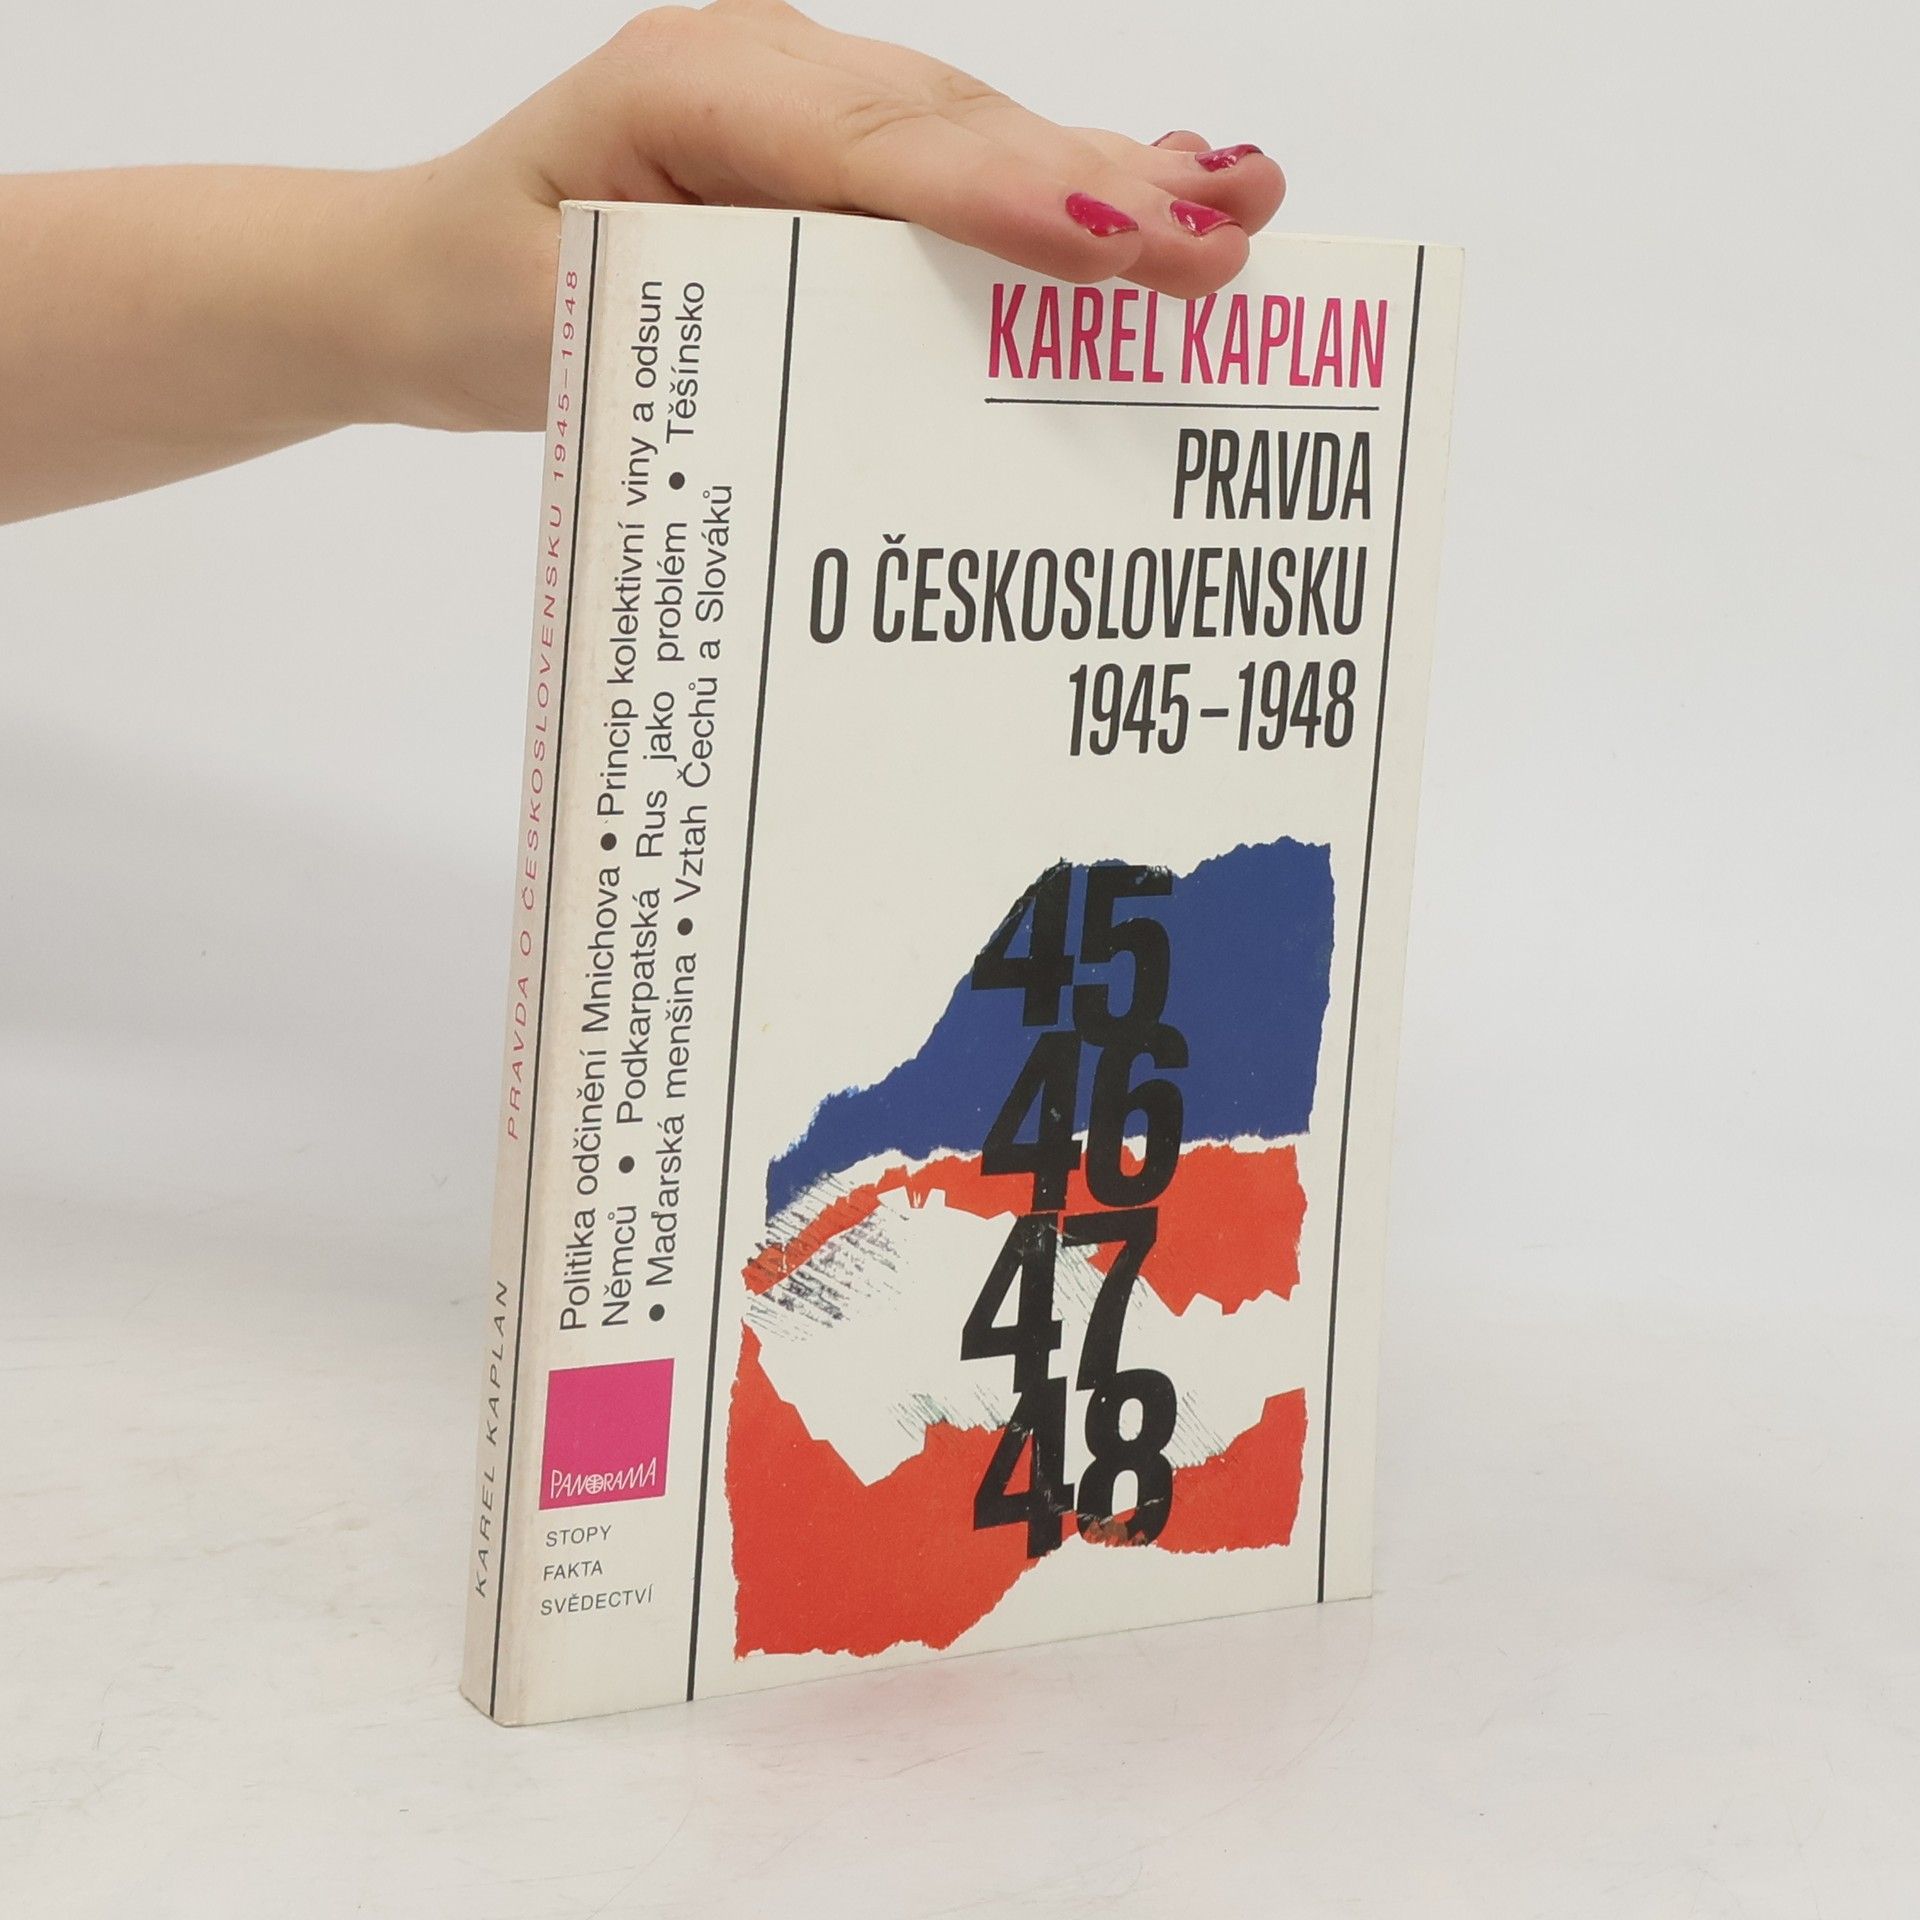 KAREL KAPLAN
PRAVDA
O ČESKOSLOVENSKU
1945–1948
45
46
47
48
Politika odčinění Mnichova • Princip kolektivní viny a odsun
Němců • Podkarpatská Rus jako problém • Těšínsko
• Maďarská menšina • Vztah Čechů a Slováků
PANORAMA
STOPY
FAKTA
SVĚDECTVÍ
KAREL KAPLAN PRAVDA O ČESKOSLOVENSKU 1945–1948